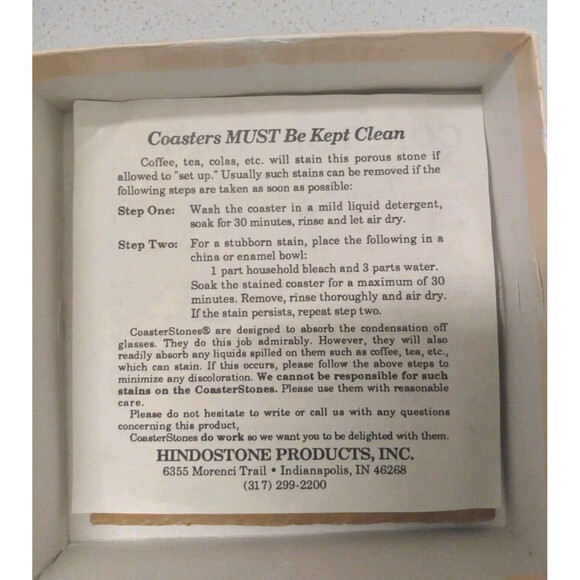 Coasters MUST Be Kept Clean
Coffee, tea, colas, etc. will stain this porous stone if
allowed to "set up." Usually such stains can be removed if the
following steps are taken as soon as possible:
Step One: Wash the coaster in a mild liquid detergent,
soak for 30 minutes, rinse and let air dry.
Step Two: For a stubborn stain, place the following in a
china or enamel bowl:
1 part household bleach and 3 parts water.
Soak the stained coaster for a maximum of 30
minutes. Remove, rinse thoroughly and air dry.
If the stain persists, repeat step two.
CoasterStones® are designed to absorb the condensation off
glasses. They do this job admirably. However, they will also
readily absorb any liquids spilled on them such as coffee, tea, etc.,
which can stain. If this occurs, please follow the above steps to
minimize any discoloration. We cannot be responsible for such
stains on the CoasterStones. Please use them with reasonable
care.
Please do not hesitate to write or call us with any questions
concerning this product,
CoasterStones do work so we want you to be delighted with them.
HINDOSTONE PRODUCTS, INC.
6355 Morenci Trail • Indianapolis, IN 46268
(317) 299-2200